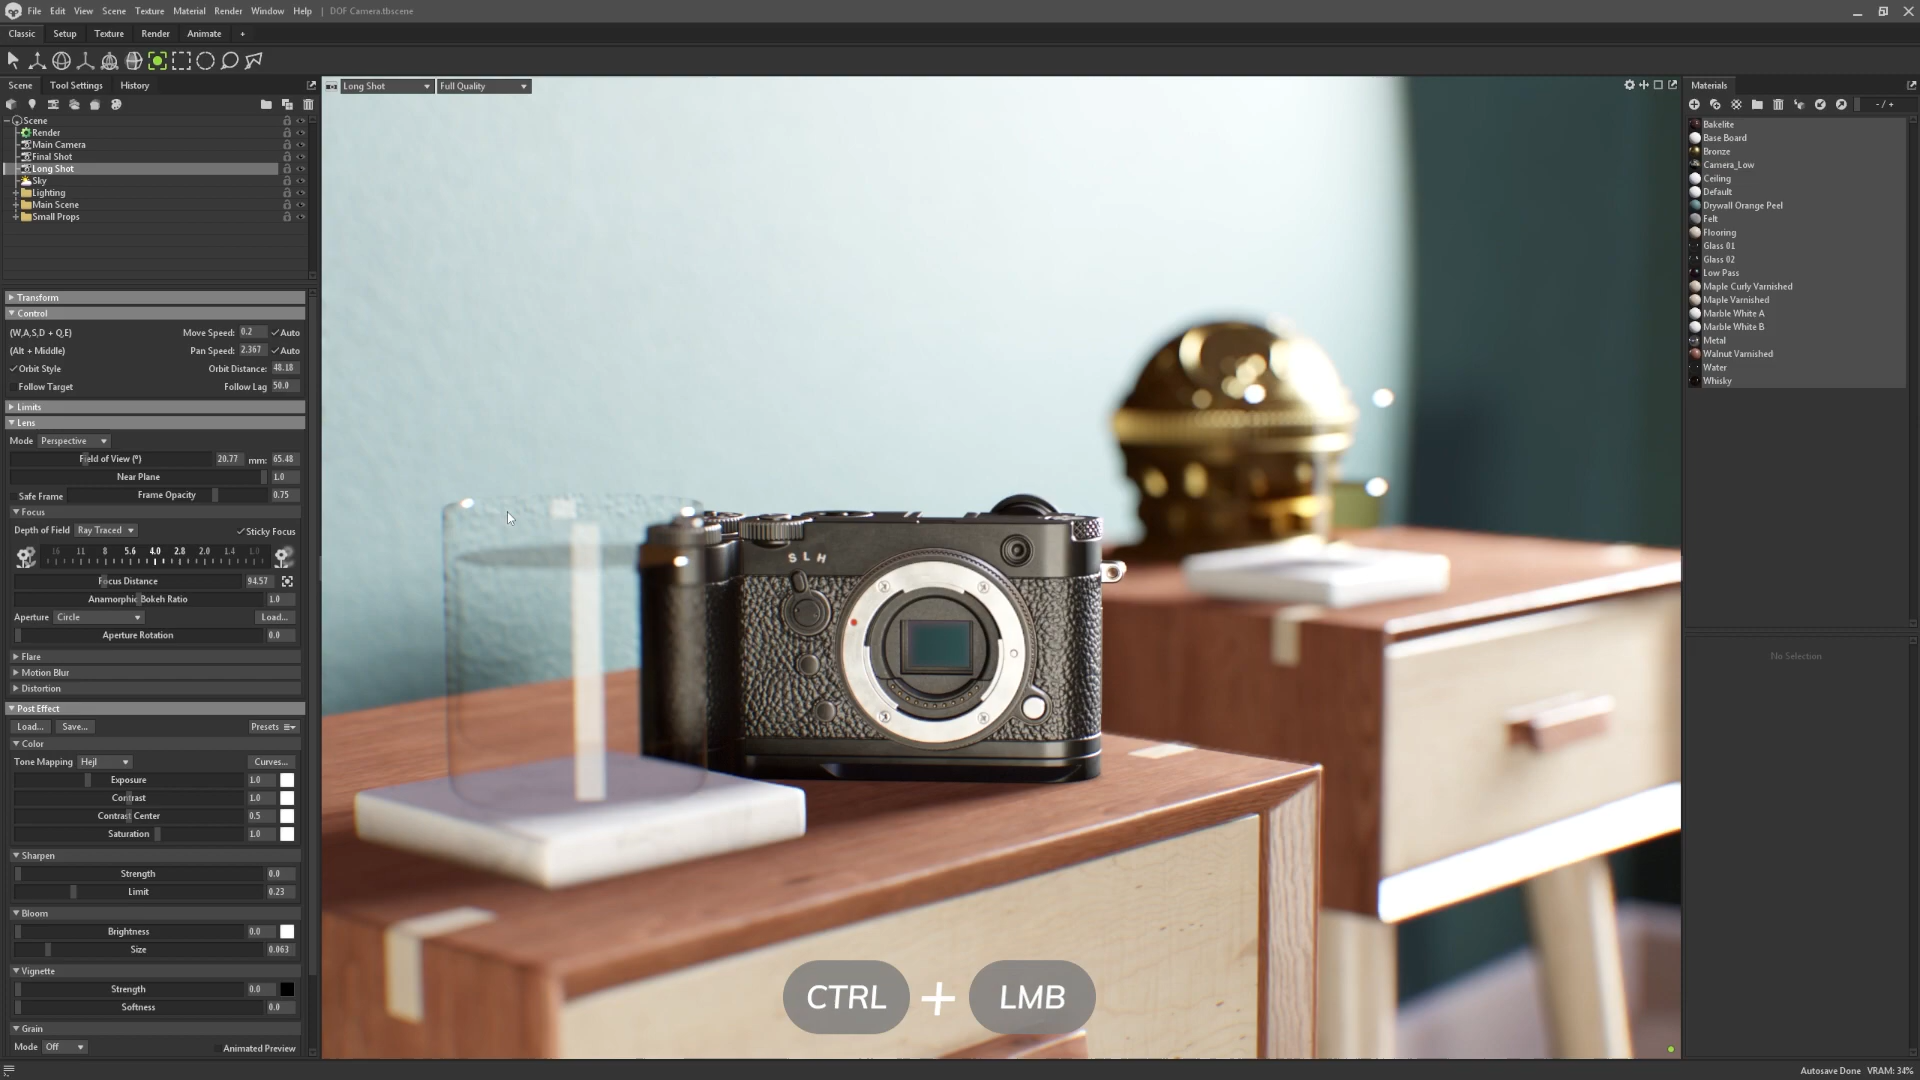 File Edit View Scene Texture Material Render Window Help | DOF Camera.tbscene
Classic Setup Texture Render Animate +
Scene Tool Settings History
Long Shot Full Quality
Materials
- / +
Scene
Render
Main Camera
Final Shot
Long Shot
Sky
Lighting
Main Scene
Small Props
Transform
Control
(W,A,S,D + Q,E) Move Speed: 0.2 Auto
(Alt + Middle) Pan Speed: 2.367 Auto
Orbit Style Orbit Distance: 48.18
Follow Target Follow Lag 50.0
Limits
Lens
Mode Perspective
Field of View (º) 20.77 mm: 65.48
Near Plane 1.0
Safe Frame Frame Opacity 0.75
Focus
Depth of Field Ray Traced Sticky Focus
16 11 8 5.6 4.0 2.8 2.0 1.4 1.0
Focus Distance 94.57
Anamorphic Bokeh Ratio 1.0
Aperture Circle Load...
Aperture Rotation 0.0
Flare
Motion Blur
Distortion
Post Effect
Load... Save... Presets
Color
Tone Mapping Hejl Curves...
Exposure 1.0
Contrast 1.0
Contrast Center 0.5
Saturation 1.0
Sharpen
Strength 0.0
Limit 0.23
Bloom
Brightness 0.0
Size 0.063
Vignette
Strength 0.0
Softness 0.0
Grain
Mode Off Animated Preview
SLH
CTRL + LMB
Bakelite
Base Board
Bronze
Camera_Low
Ceiling
Default
Drywall Orange Peel
Felt
Flooring
Glass 01
Glass 02
Low Pass
Maple Curly Varnished
Maple Varnished
Marble White A
Marble White B
Metal
Walnut Varnished
Water
Whisky
No Selection
Autosave Done VRAM: 34%